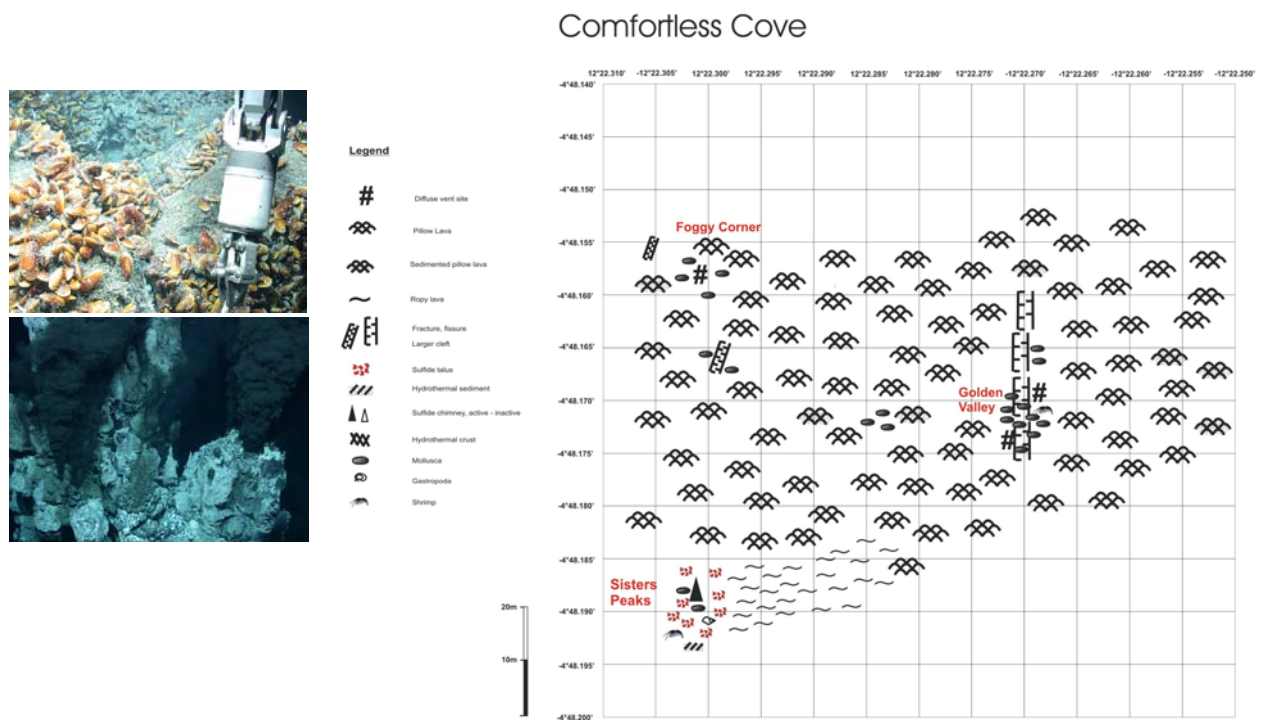 Comfortless Cove
12°22.310' -12°22.305' 12°22.300' -12°22.295' 12°22.290' -12°22.285' 12°22.280' -12°22.275' -12°22.270' -12°22.265' -12°22.260' -12°22.255' -12°22.250'
-4°48.140'
-4°48.145'
-4°48.150'
-4°48.155'
-4°48.160'
-4°48.165'
-4°48.170'
-4°48.175'
-4°48.180'
-4°48.185'
-4°48.190'
-4°48.195'
-4°48.200'
Legend
# Diffuse vent site
Pillow Lava
Sedimented pillow lava
Ropy lava
Fracture, fissure
Larger cleft
Sulfide talus
Hydrothermal sediment
Sulfide chimney, active - inactive
Hydrothermal crust
Mollusca
Gastropoda
Shrimp
Foggy Corner
#
Golden
Valley
#
#
Sisters
Peaks
20m
10m